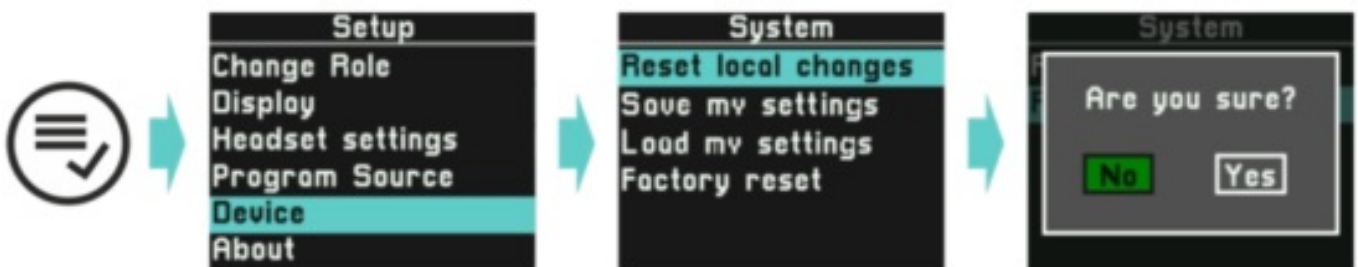 Setup
Change Role
Display
Headset settings
Program Source
Device
About
System
Reset local changes
Save my settings
Load my settings
Factory reset
System
Are you sure?
No
Yes